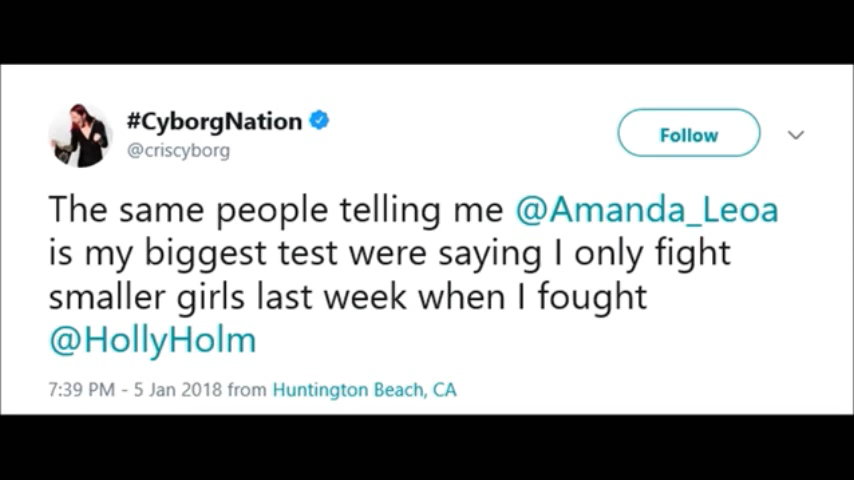 #CyborgNation
@criscyborg
Follow
The same people telling me @Amanda_Leoa
is my biggest test were saying I only fight
smaller girls last week when I fought
@HollyHolm
7:39 PM - 5 Jan 2018 from Huntington Beach, CA